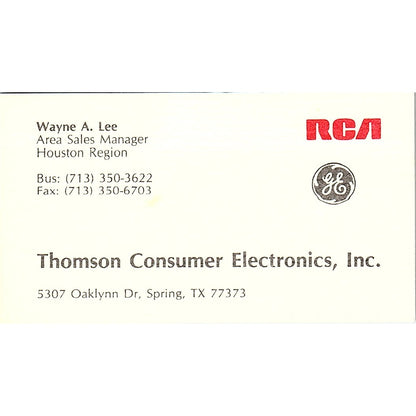 Wayne A. Lee
Area Sales Manager
Houston Region
Bus: (713) 350-3622
Fax: (713) 350-6703
RCA
GE
Thomson Consumer Electronics, Inc.
5307 Oaklynn Dr, Spring, TX 77373